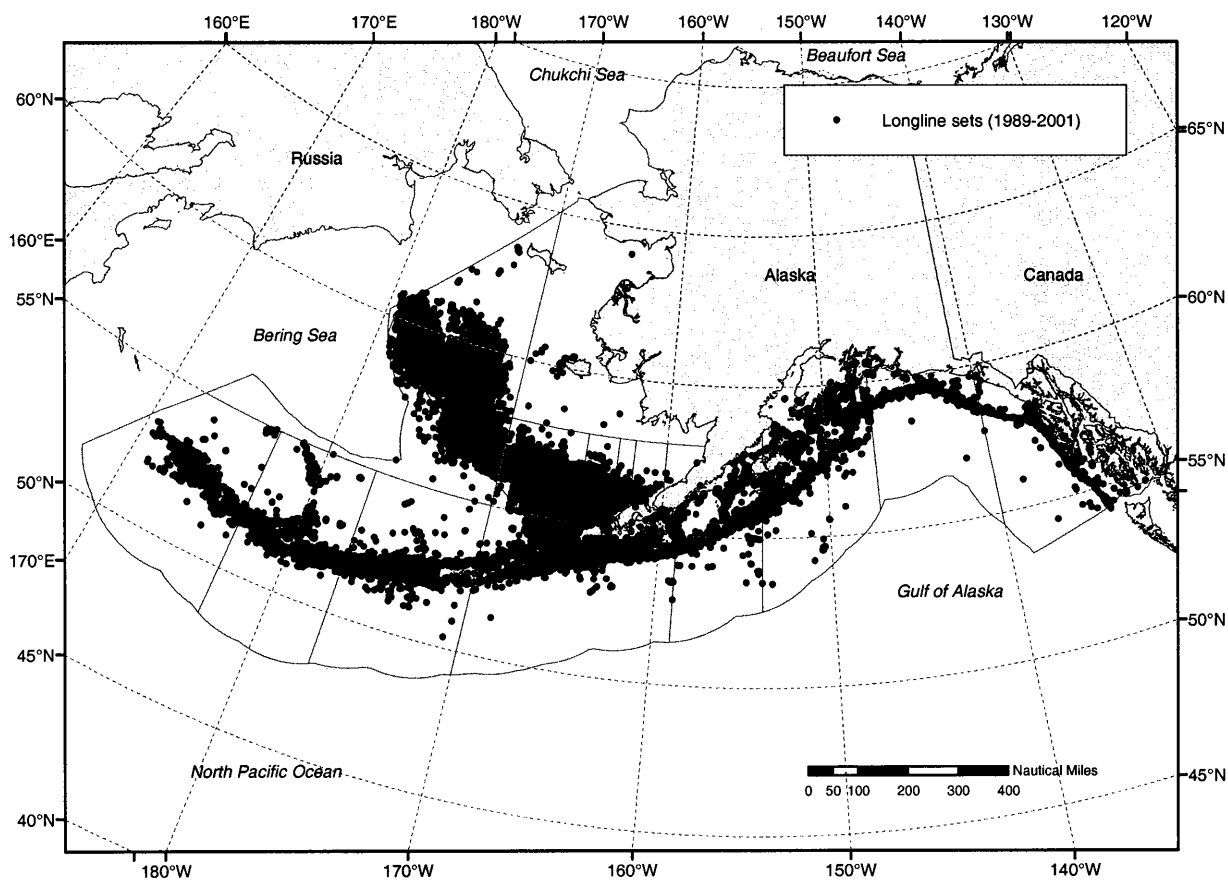 160°E 170°E 180°W 170°W 160°W 150°W 140°W 130°W 120°W
Beaufort Sea
Chukchi Sea
60°N
Longline sets (1989-2001)
65°N
Russia
160°E
Alaska
Canada
55°N
60°N
Bering Sea
55°N
50°N
170°E
Gulf of Alaska
50°N
45°N
North Pacific Ocean
Nautical Miles
45°N
0 50 100 200 300 400
40°N
180°W 170°W 160°W 150°W 140°W